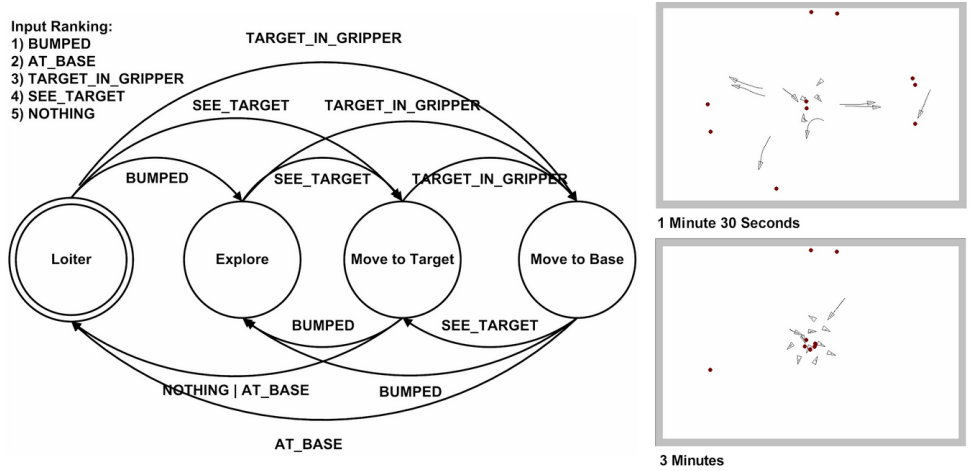 Input Ranking:
1) BUMPED
2) AT_BASE
3) TARGET_IN_GRIPPER
4) SEE_TARGET
5) NOTHING
TARGET_IN_GRIPPER
SEE_TARGET
TARGET_IN_GRIPPER
BUMPED
SEE_TARGET
TARGET_IN_GRIPPER
Loiter
Explore
Move to Target
Move to Base
BUMPED
SEE_TARGET
NOTHING | AT_BASE
BUMPED
AT_BASE
1 Minute 30 Seconds
3 Minutes